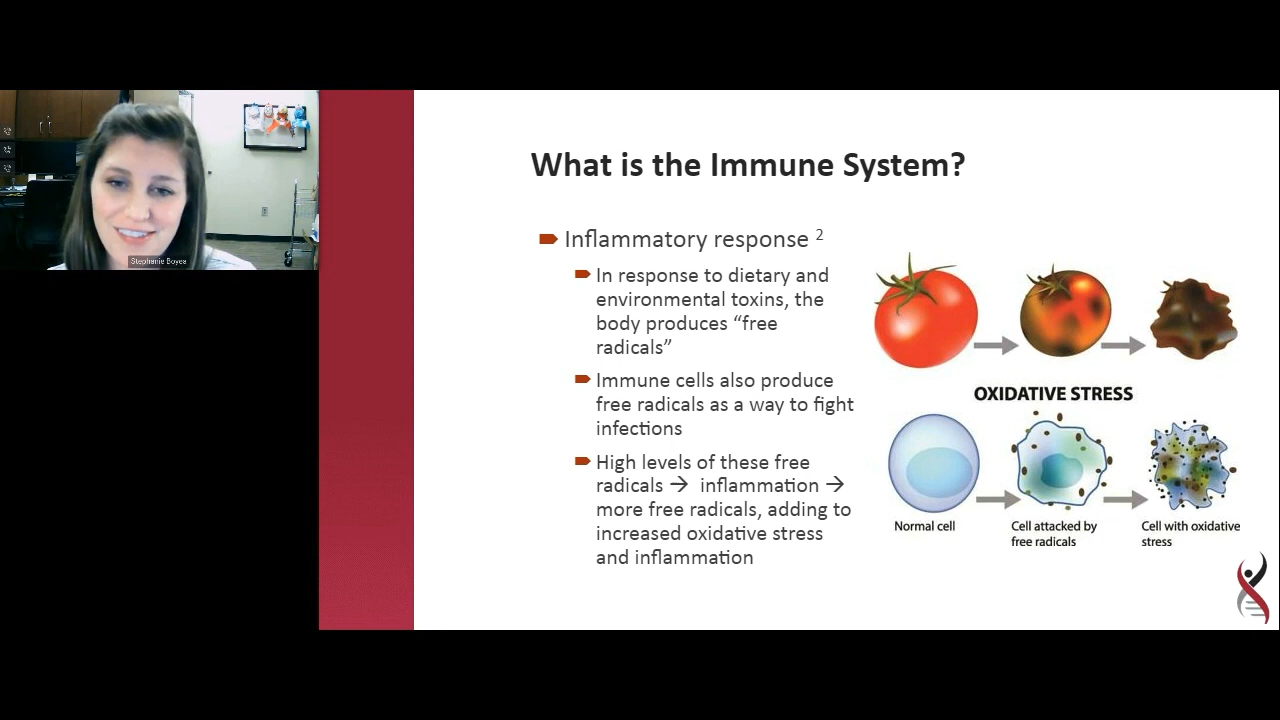 Stephanie Boyea
What is the Immune System?
Inflammatory response 2
In response to dietary and
environmental toxins, the
body produces “free
radicals”
Immune cells also produce
free radicals as a way to fight
infections
High levels of these free
radicals → inflammation →
more free radicals, adding to
increased oxidative stress
and inflammation
OXIDATIVE STRESS
Normal cell
Cell attacked by
free radicals
Cell with oxidative
stress